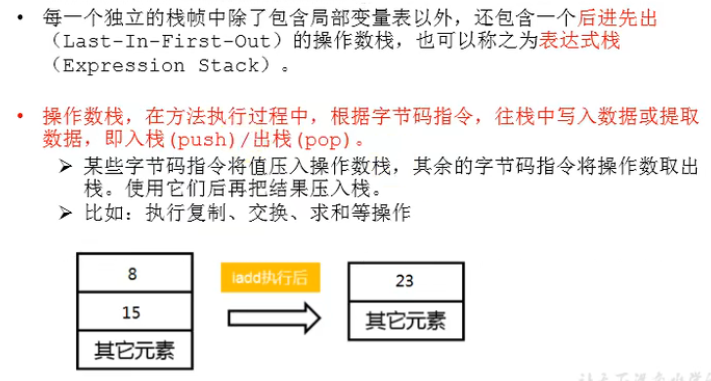 • 每一个独立的栈帧中除了包含局部变量表以外，还包含一个后进先出
（Last-In-First-Out）的操作数栈，也可以称之为表达式栈
（Expression Stack）。
• 操作数栈，在方法执行过程中，根据字节码指令，往栈中写入数据或提取
数据，即入栈(push)/出栈(pop)。
➢ 某些字节码指令将值压入操作数栈，其余的字节码指令将操作数取出
栈。使用它们后再把结果压入栈。
➢ 比如：执行复制、交换、求和等操作
8
15
其它元素
iadd执行后
23
其它元素